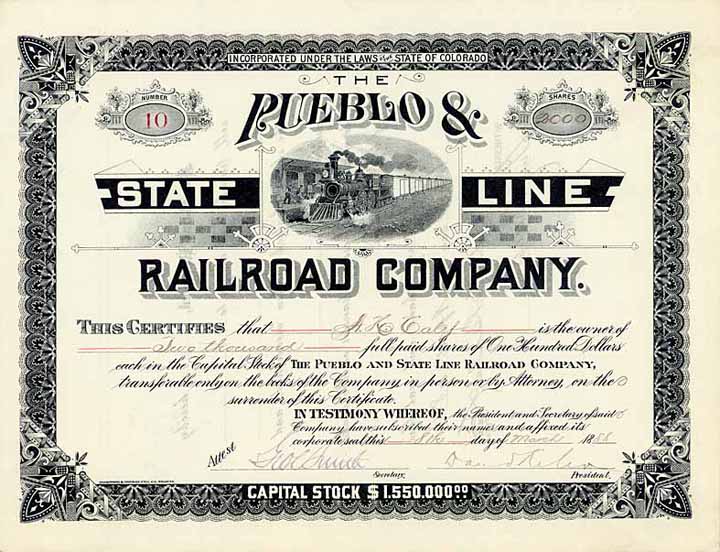 INCORPORATED UNDER THE LAWS OF THE STATE OF COLORADO
THE
NUMBER
10
PUEBLO &
SHARES
2000
STATE LINE
RAILROAD COMPANY.
THIS CERTIFIES that is the owner of
Two thousand full paid shares of One Hundred Dollars
each in the Capital Stock of THE PUEBLO AND STATE LINE RAILROAD COMPANY,
transferable only on the books of the Company, in person or by Attorney, on the
surrender of this Certificate.
IN TESTIMONY WHEREOF, the President and Secretary of said
Company have subscribed their names and affixed its
corporate seal this day of March 1888
Attest
Secretary. President.
CAPITAL STOCK $1,550,000.00